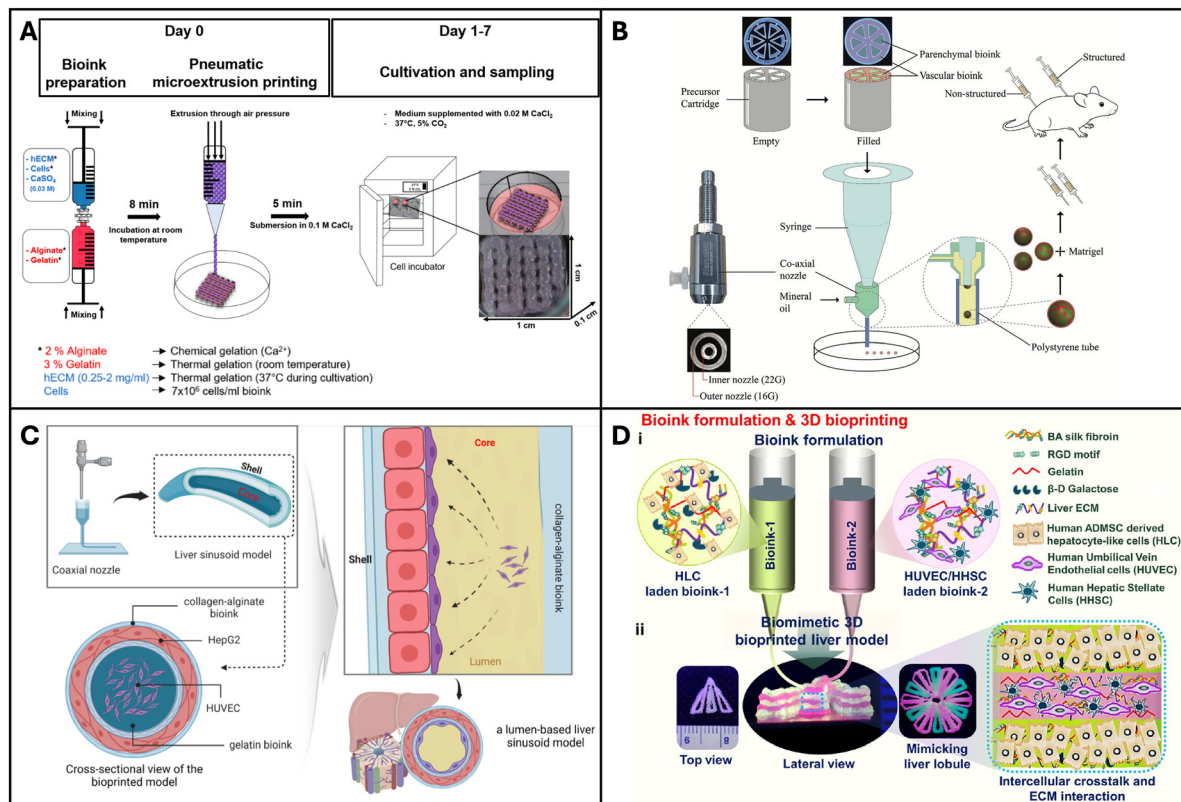 A
Day 0
Day 1-7
Bioink
preparation
Pneumatic
microextrusion printing
Cultivation and sampling
Mixing
- hECM*
- Cells*
- CaSO4
(0.03 M)
- Alginate*
- Gelatin*
Mixing
8 min
Incubation at room
temperature
Extrusion through air pressure
5 min
Submersion in 0.1 M CaCl2
- Medium supplemented with 0.02 M CaCl2
- 37°C, 5% CO2
Cell incubator
1 cm
1 cm
0.1 cm
* 2 % Alginate → Chemical gelation (Ca2+)
3 % Gelatin → Thermal gelation (room temperature)
hECM (0.25-2 mg/ml) → Thermal gelation (37°C during cultivation)
Cells → 7x10⁶ cells/ml bioink
B
Precursor
Cartridge
Empty
Filled
Parenchymal bioink
Vascular bioink
Structured
Non-structured
Syringe
Co-axial
nozzle
Mineral
oil
+ Matrigel
Polystyrene tube
Inner nozzle (22G)
Outer nozzle (16G)
C
Coaxial nozzle
Shell
Core
Liver sinusoid model
collagen-alginate
bioink
HepG2
HUVEC
gelatin bioink
Cross-sectional view of the
bioprinted model
Core
Shell
Lumen
collagen-alginate bioink
a lumen-based liver
sinusoid model
D
Bioink formulation & 3D bioprinting
i
Bioink formulation
Bioink-1
Bioink-2
HLC
laden bioink-1
HUVEC/HHSC
laden bioink-2
BA silk fibroin
RGD motif
Gelatin
β-D Galactose
Liver ECM
Human ADMSC derived
hepatocyte-like cells (HLC)
Human Umbilical Vein
Endothelial cells (HUVEC)
Human Hepatic Stellate
Cells (HHSC)
ii
Biomimetic 3D
bioprinted liver model
9
8
Top view
Lateral view
Mimicking
liver lobule
Intercellular crosstalk and
ECM interaction